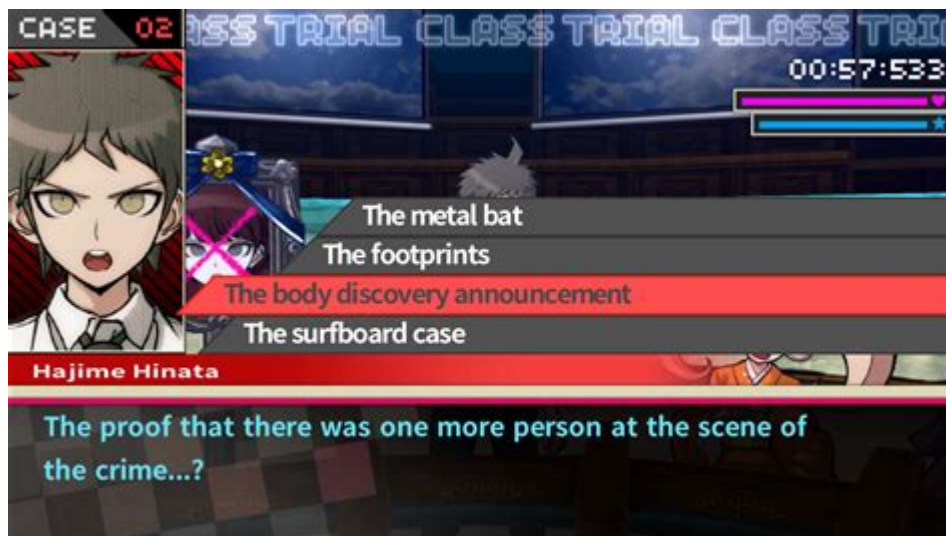 CASE 02
ASS TRIAL CLASS TRIAL CLASS TRI
00:57:533
The metal bat
The footprints
The body discovery announcement
The surfboard case
Hajime Hinata
The proof that there was one more person at the scene of
the crime...?